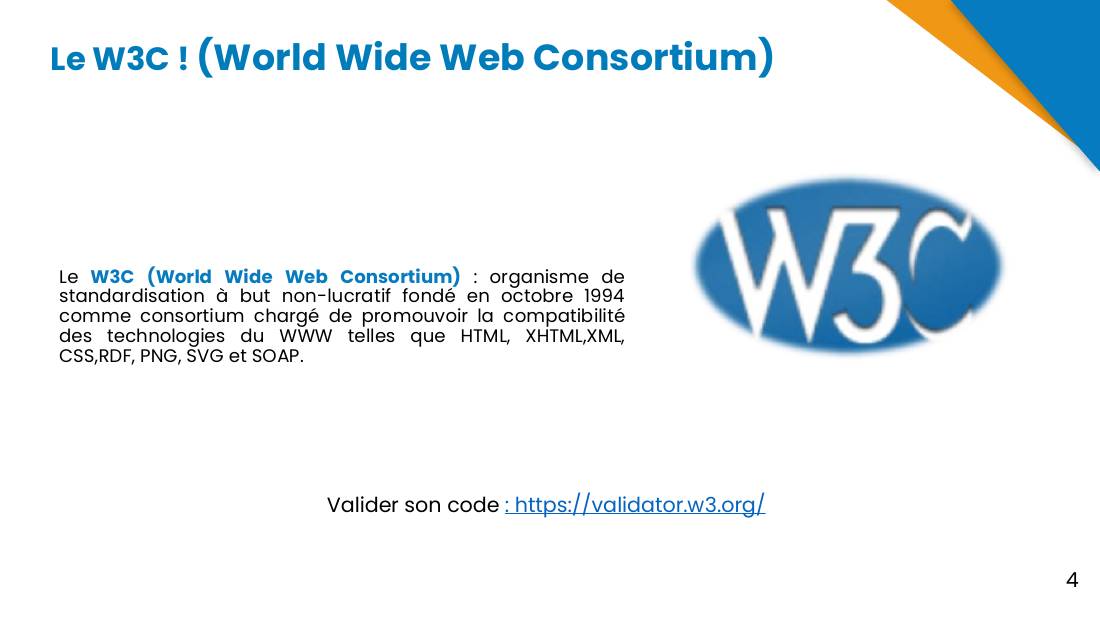 Le W3C ! (World Wide Web Consortium)
W3C
Le W3C (World Wide Web Consortium) : organisme de
standardisation à but non-lucratif fondé en octobre 1994
comme consortium chargé de promouvoir la compatibilité
des technologies du WWW telles que HTML, XHTML,XML,
CSS,RDF, PNG, SVG et SOAP.
Valider son code : https://validator.w3.org/
4